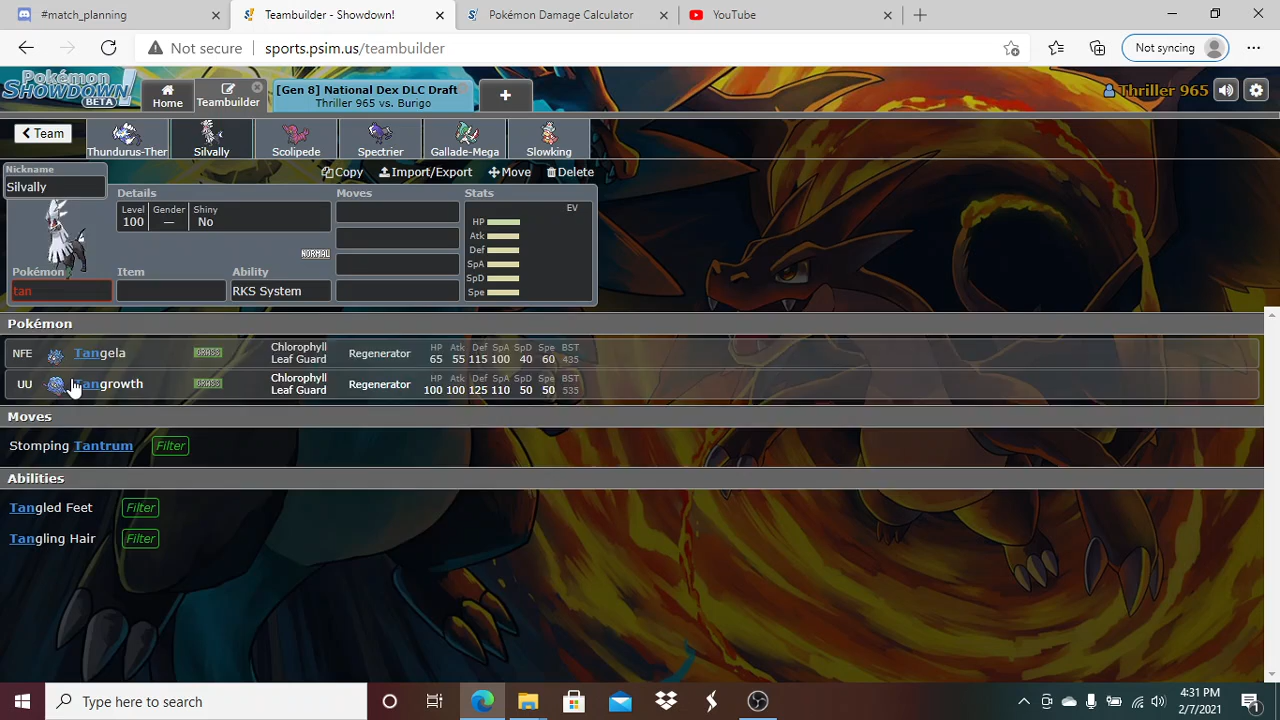 #match_planning
Teambuilder - Showdown!
Pokémon Damage Calculator
YouTube
Not secure
sports.psim.us/teambuilder
Not syncing
Pokémon
SHOWDOWN!
BETA
Home
Teambuilder
[Gen 8] National Dex DLC Draft
Thriller 965 vs. Burigo
Thriller 965
Team
Thundurus-Ther
Silvally
Scolipede
Spectrier
Gallade-Mega
Slowking
Copy
Import/Export
Move
Delete
Nickname
Silvally
Details
Level
100
Gender
—
Shiny
No
NORMAL
Pokémon
tan
Item
Ability
RKS System
Moves
Stats
EV
HP
Atk
Def
SpA
SpD
Spe
Pokémon
NFE Tangela GRASS Chlorophyll Leaf Guard Regenerator HP 65 Atk 55 Def 115 SpA 100 SpD 40 Spe 60 BST 435
UU Tangrowth GRASS Chlorophyll Leaf Guard Regenerator HP 100 Atk 100 Def 125 SpA 110 SpD 50 Spe 50 BST 535
Moves
Stomping Tantrum Filter
Abilities
Tangled Feet Filter
Tangling Hair Filter
Type here to search
4:31 PM
2/7/2021
1